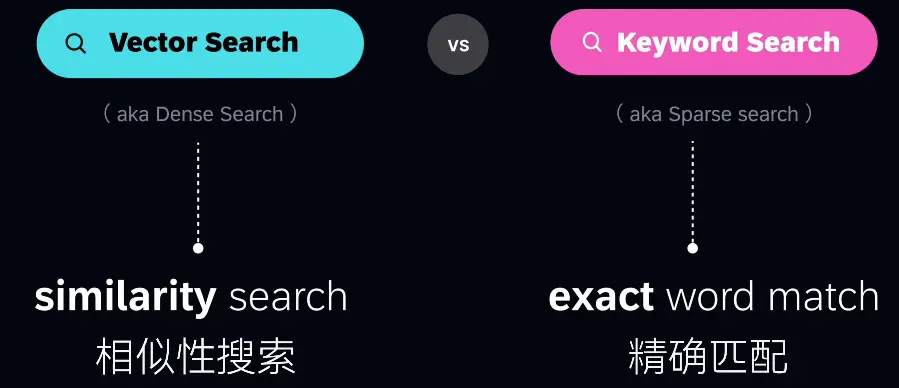 Vector Search
vs
Keyword Search
( aka Dense Search )
( aka Sparse search )
similarity search
exact word match
相似性搜索
精确匹配